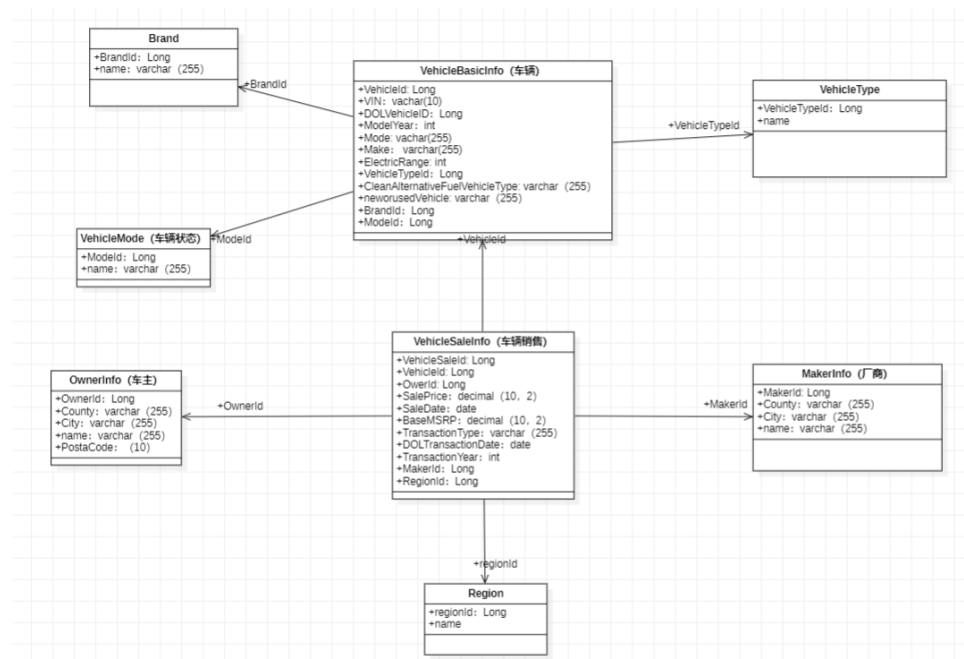 Brand
+BrandId：Long
+name：varchar（255）
+BrandId
VehicleBasicInfo（车辆）
+VehicleId: Long
+VIN：vachar(10)
+DOLVehicleID：Long
+ModelYear：int
+Mode: vachar(255)
+Make： varchar(255)
+ElectricRange: int
+VehicleTypeId：Long
+CleanAlternativeFuelVehicleType: varchar（255）
+neworusedVehicle: varchar（255）
+BrandId：Long
+ModeId：Long
+VehicleTypeId
VehicleType
+VehicleTypeId：Long
+name
VehicleMode（车辆状态）
+ModeId：Long
+name：varchar（255）
+ModeId
+VehicleId
VehicleSaleInfo（车辆销售）
+VehicleSaleId: Long
+VehicleId: Long
+OwerId: Long
+SalePrice：decimal（10，2）
+SaleDate：date
+BaseMSRP：decimal（10，2）
+TransactionType：varchar（255）
+DOLTransactionDate：date
+TransactionYear：int
+MakerId：Long
+RegionId：Long
OwnerInfo（车主）
+OwnerId：Long
+County：varchar（255）
+City：varchar（255）
+name：varchar（255）
+PostaCode：（10）
+OwnerId
+MakerId
MakerInfo（厂商）
+MakerId: Long
+County：varchar（255）
+City：varchar（255）
+name：varchar（255）
+regionId
Region
+regionId：Long
+name